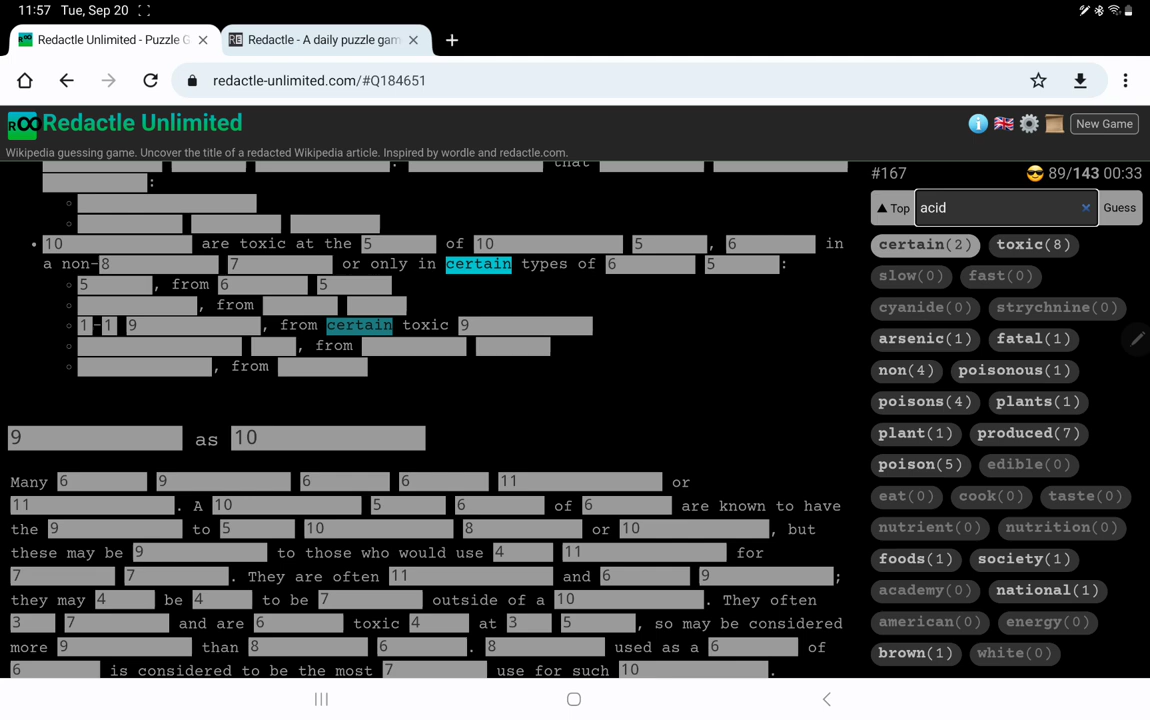 11:57 Tue, Sep 20
Redactle Unlimited - Puzzle G
Redactle - A daily puzzle gam
redactle-unlimited.com/#Q184651
Redactle Unlimited
New Game
Wikipedia guessing game. Uncover the title of a redacted Wikipedia article. Inspired by wordle and redactle.com.
. that
:
#167 😎 89/143 00:33
▲ Top acid Guess
10 are toxic at the 5 of 10 5, 6 in
a non-8 7 or only in certain types of 6 5:
5, from 6 5
, from
1-1 9, from certain toxic 9
, from
, from
9 as 10
Many 6 9 6 6 11 or
11. A 10 5 6 of 6 are known to have
the 9 to 5 10 8 or 10, but
these may be 9 to those who would use 4 11 for
7 7. They are often 11 and 6 9;
they may 4 be 4 to be 7 outside of a 10. They often
3 7 and are 6 toxic 4 at 3 5, so may be considered
more 9 than 8 6. 8 used as a 6 of
6 is considered to be the most 7 use for such 10.
certain(2) toxic(8)
slow(0) fast(0)
cyanide(0) strychnine(0)
arsenic(1) fatal(1)
non(4) poisonous(1)
poisons(4) plants(1)
plant(1) produced(7)
poison(5) edible(0)
eat(0) cook(0) taste(0)
nutrient(0) nutrition(0)
foods(1) society(1)
academy(0) national(1)
american(0) energy(0)
brown(1) white(0)